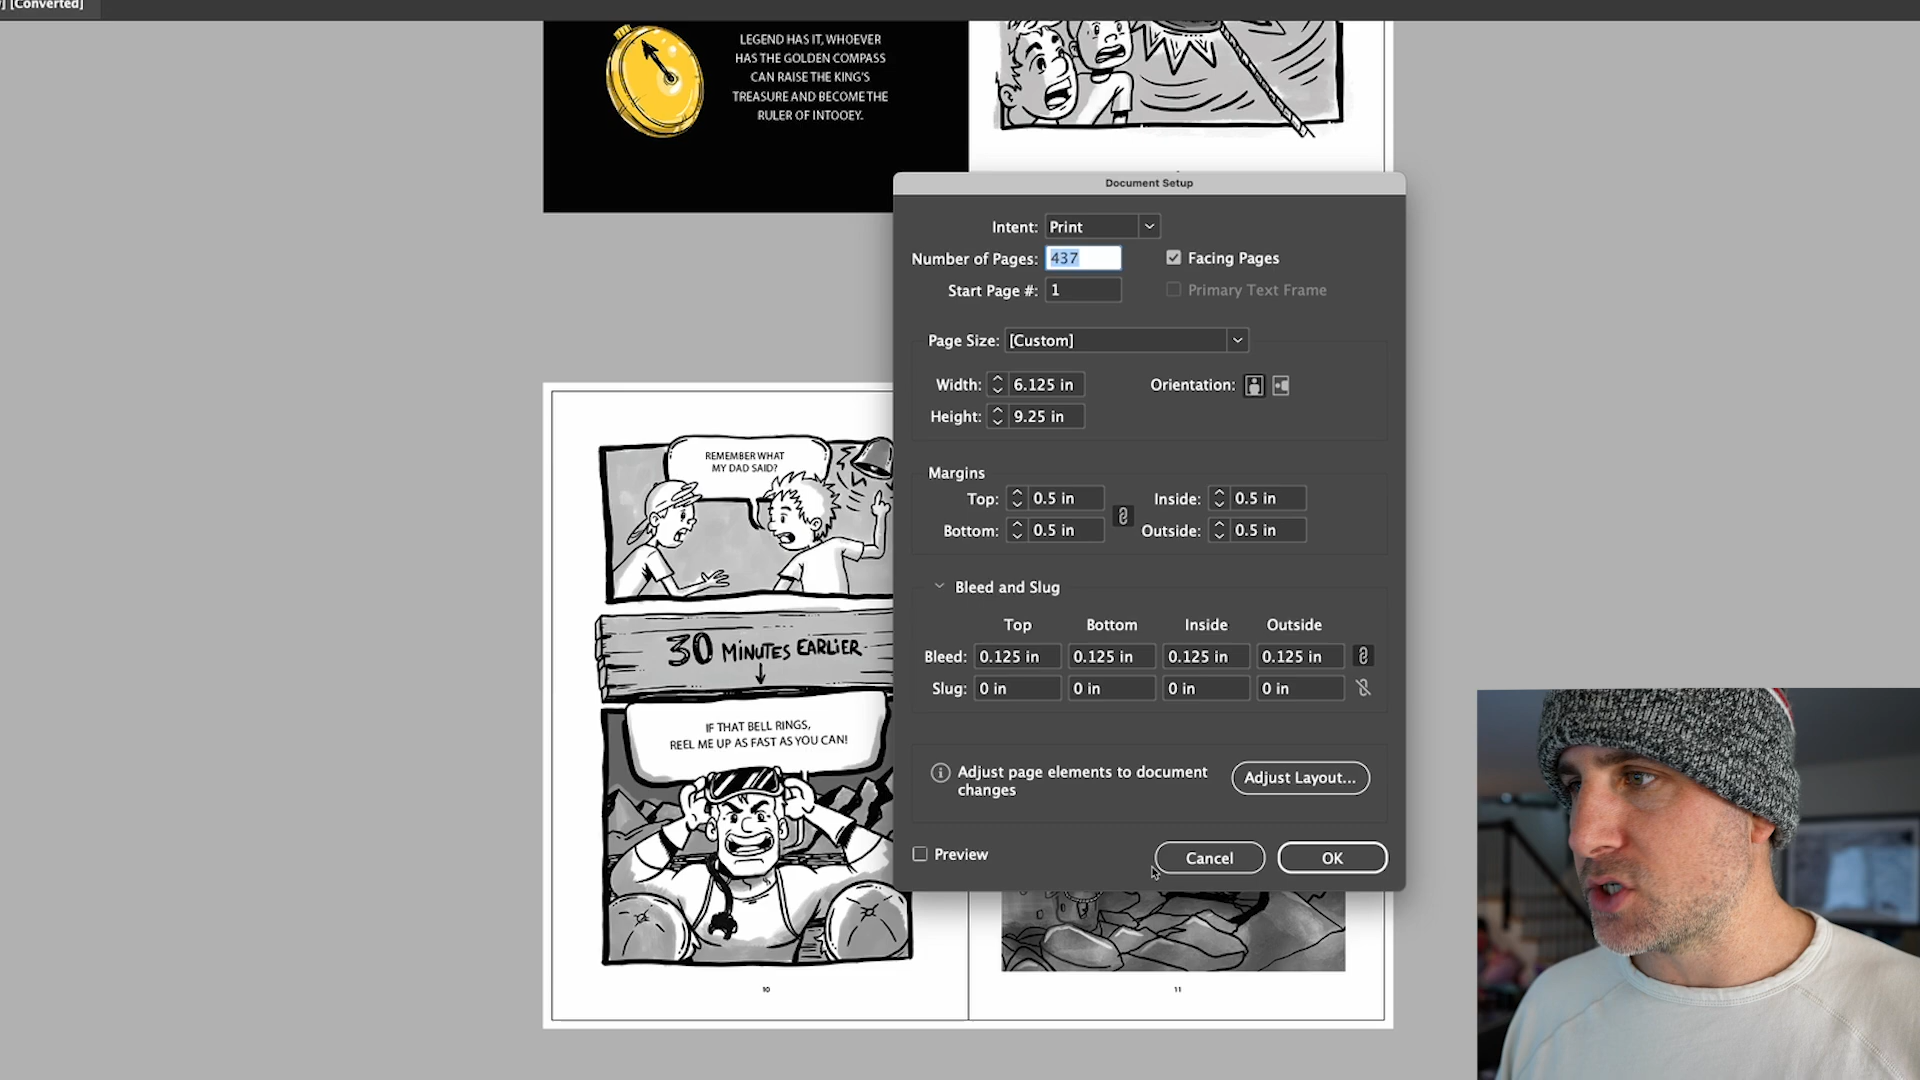 ] [Converted]
LEGEND HAS IT, WHOEVER
HAS THE GOLDEN COMPASS
CAN RAISE THE KING'S
TREASURE AND BECOME THE
RULER OF INTOOEY.
REMEMBER WHAT
MY DAD SAID?
30 MINUTES EARLIER
IF THAT BELL RINGS,
REEL ME UP AS FAST AS YOU CAN!
10
11
Document Setup
Intent: Print
Number of Pages: 437
Facing Pages
Start Page #: 1
Primary Text Frame
Page Size: [Custom]
Width: 6.125 in
Orientation:
Height: 9.25 in
Margins
Top: 0.5 in
Inside: 0.5 in
Bottom: 0.5 in
Outside: 0.5 in
Bleed and Slug
Top Bottom Inside Outside
Bleed: 0.125 in 0.125 in 0.125 in 0.125 in
Slug: 0 in 0 in 0 in 0 in
Adjust page elements to document
changes
Adjust Layout...
Preview
Cancel
OK